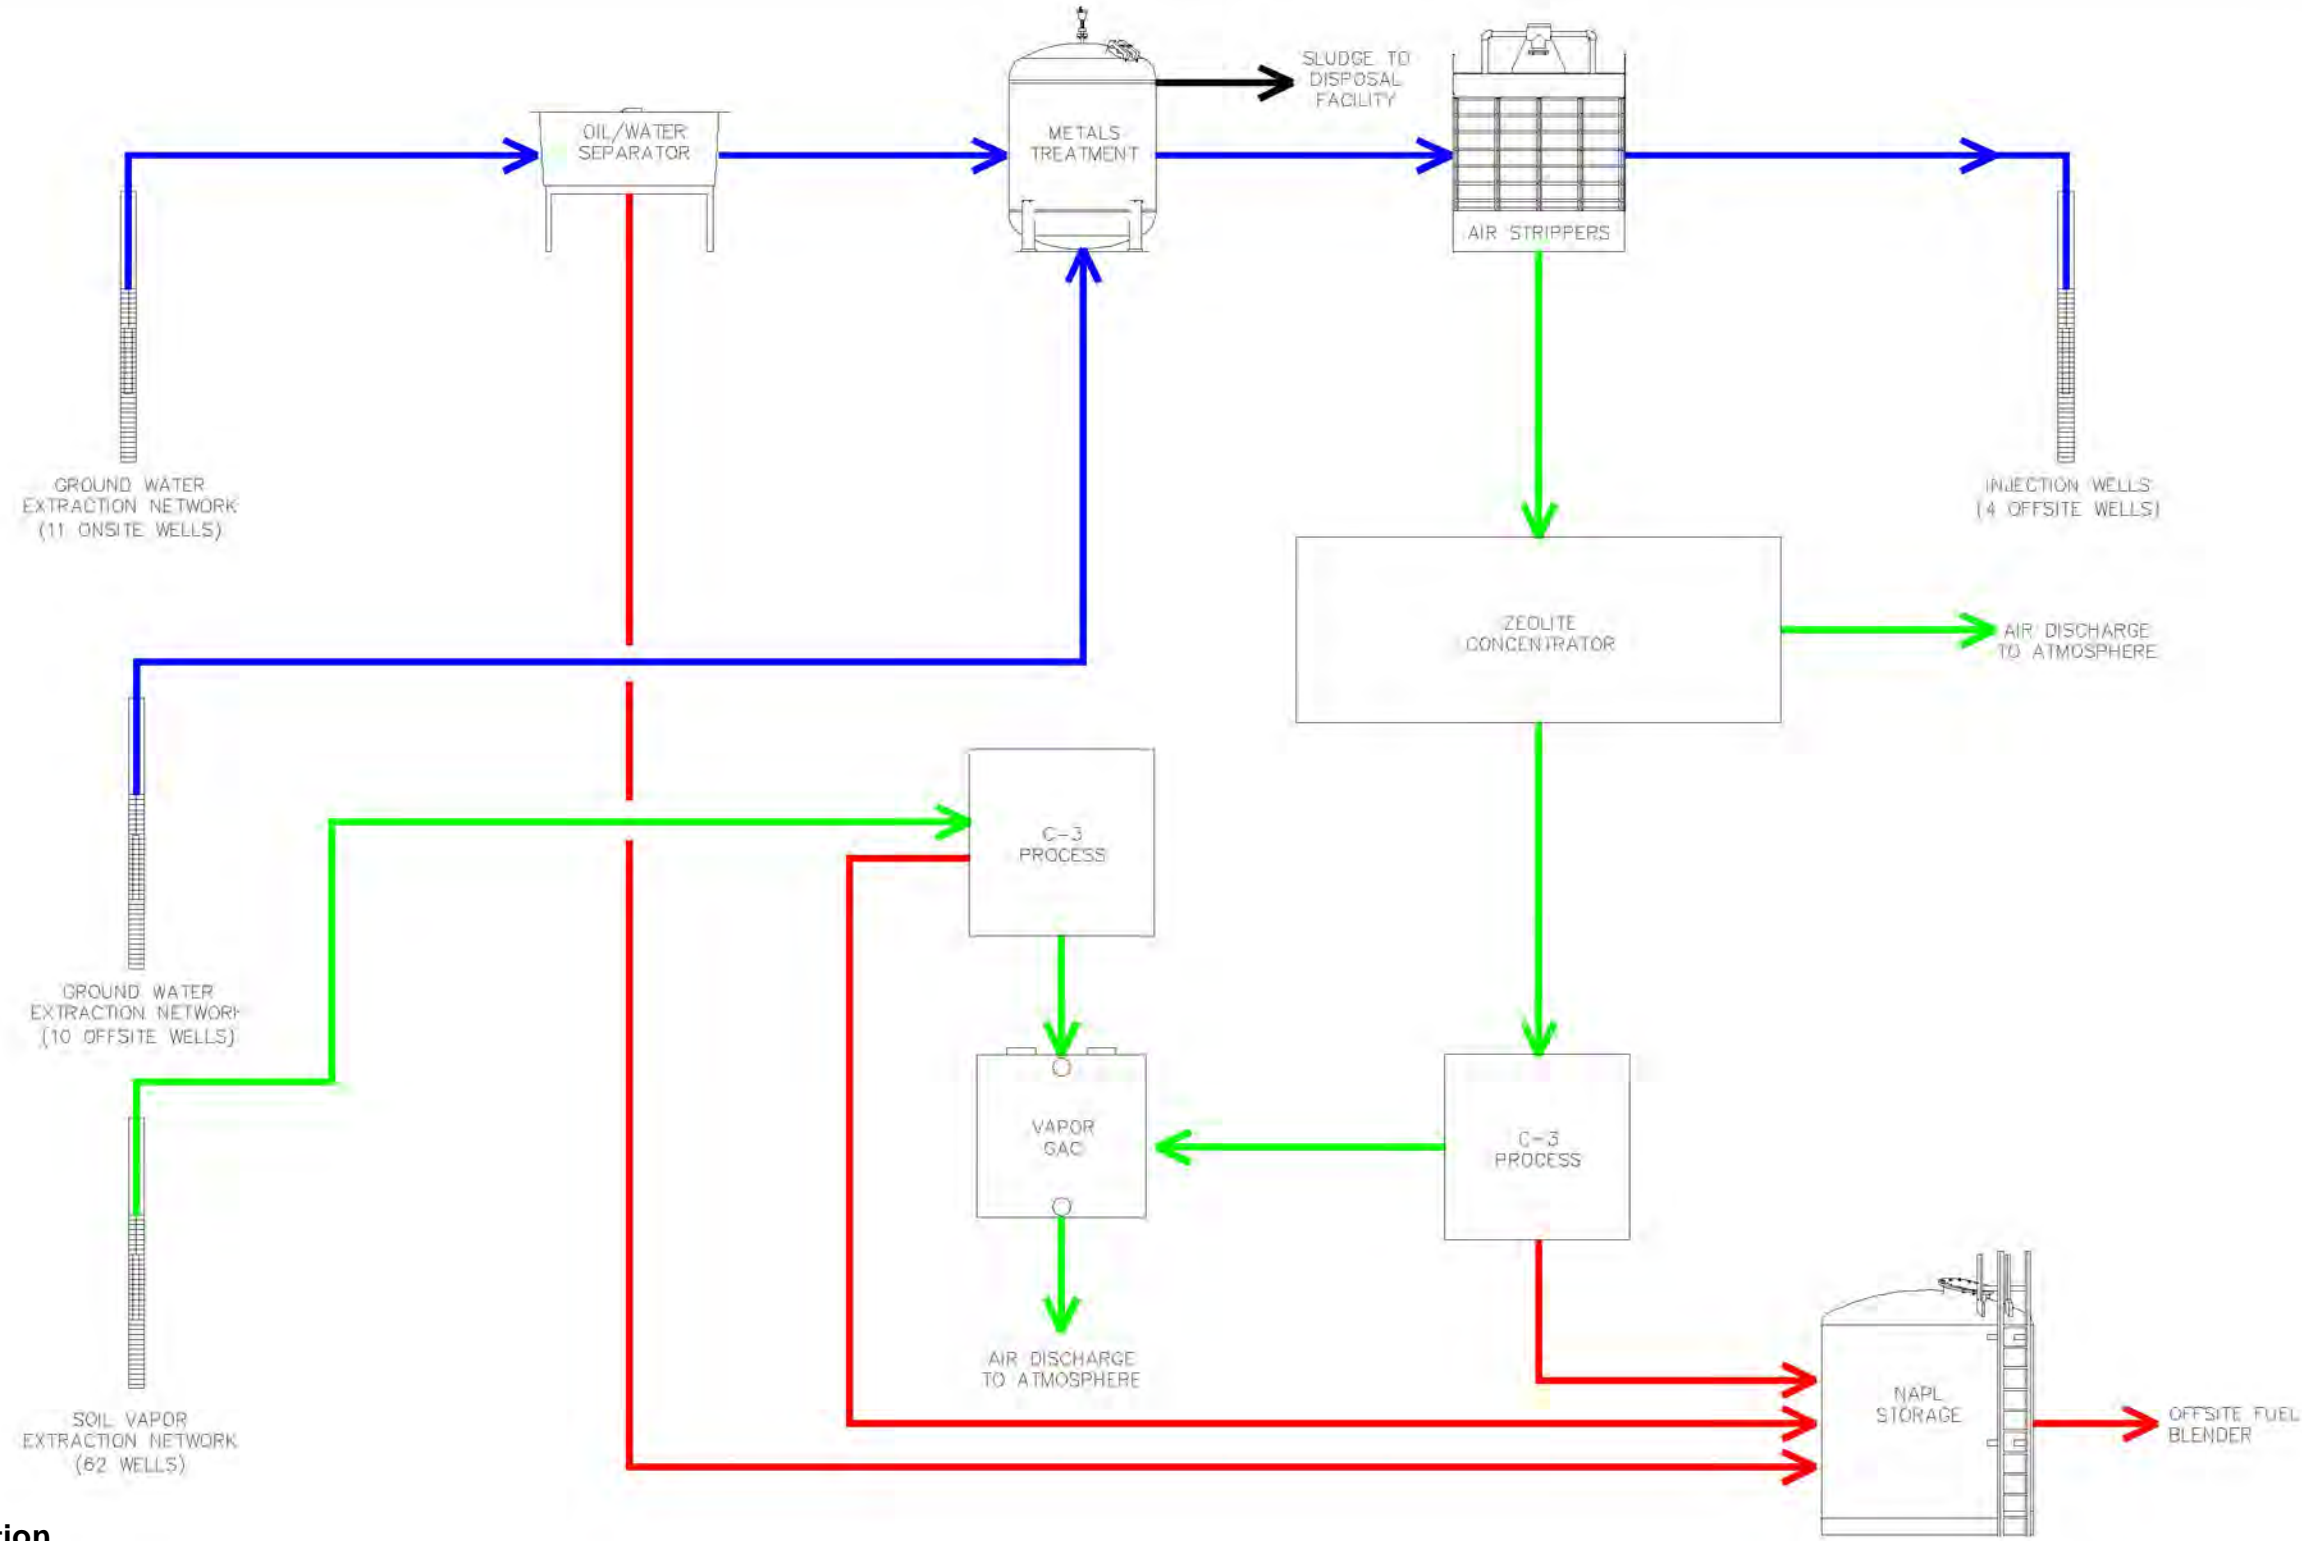 SLUDGE TO
DISPOSAL
FACILITY
OIL/WATER
SEPARATOR
METALS
TREATMENT
AIR STRIPPERS
GROUND WATER
EXTRACTION NETWORK
(11 ONSITE WELLS)
INJECTION WELLS
(4 OFFSITE WELLS)
ZEOLITE
CONCENTRATOR
AIR DISCHARGE
TO ATMOSPHERE
C-3
PROCESS
GROUND WATER
EXTRACTION NETWORK
(10 OFFSITE WELLS)
VAPOR
GAC
C-3
PROCESS
AIR DISCHARGE
TO ATMOSPHERE
NAPL
STORAGE
OFFSITE FUEL
BLENDER
SOIL VAPOR
EXTRACTION NETWORK
(62 WELLS)